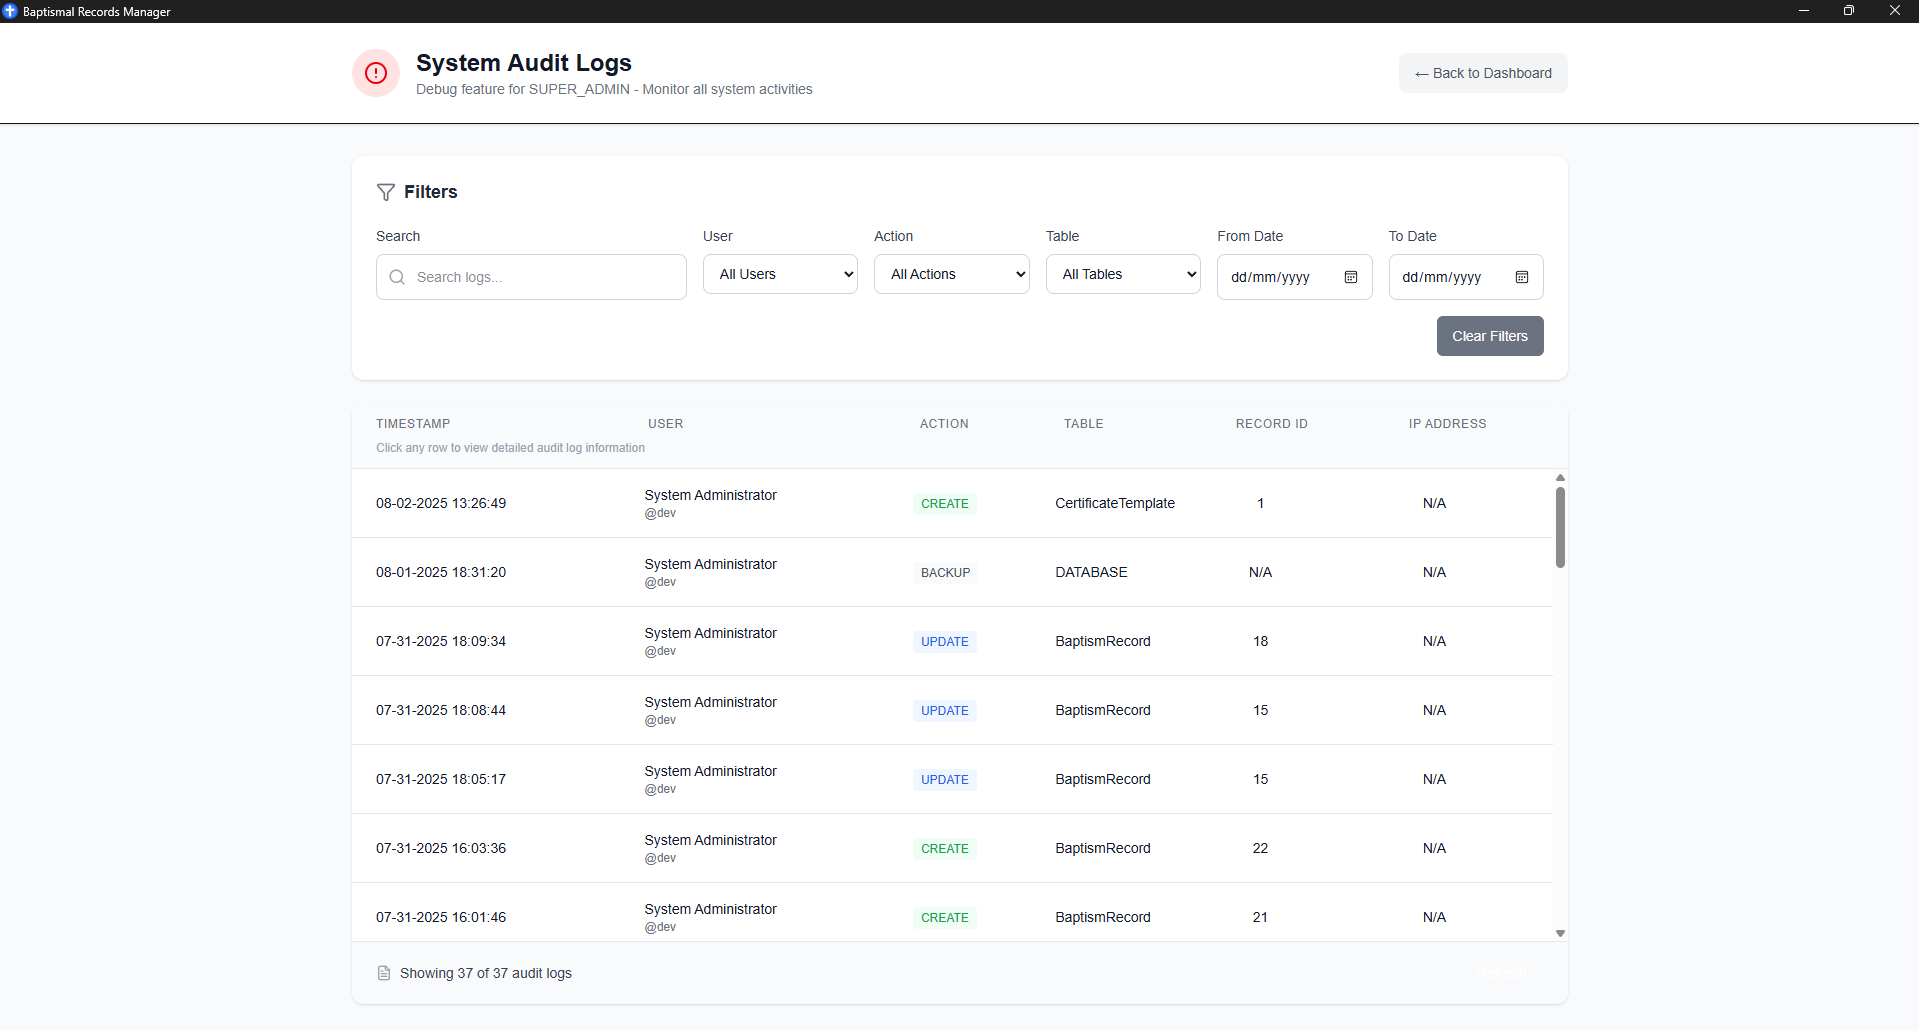 Baptismal Records Manager
System Audit Logs
Debug feature for SUPER_ADMIN - Monitor all system activities
← Back to Dashboard
Filters
Search User Action Table From Date To Date
Search logs... All Users All Actions All Tables dd/mm/yyyy dd/mm/yyyy
Clear Filters
TIMESTAMP USER ACTION TABLE RECORD ID IP ADDRESS
Click any row to view detailed audit log information
08-02-2025 13:26:49 System Administrator CREATE CertificateTemplate 1 N/A
@dev
08-01-2025 18:31:20 System Administrator BACKUP DATABASE N/A N/A
@dev
07-31-2025 18:09:34 System Administrator UPDATE BaptismRecord 18 N/A
@dev
07-31-2025 18:08:44 System Administrator UPDATE BaptismRecord 15 N/A
@dev
07-31-2025 18:05:17 System Administrator UPDATE BaptismRecord 15 N/A
@dev
07-31-2025 16:03:36 System Administrator CREATE BaptismRecord 22 N/A
@dev
07-31-2025 16:01:46 System Administrator CREATE BaptismRecord 21 N/A
@dev
Showing 37 of 37 audit logs Refresh